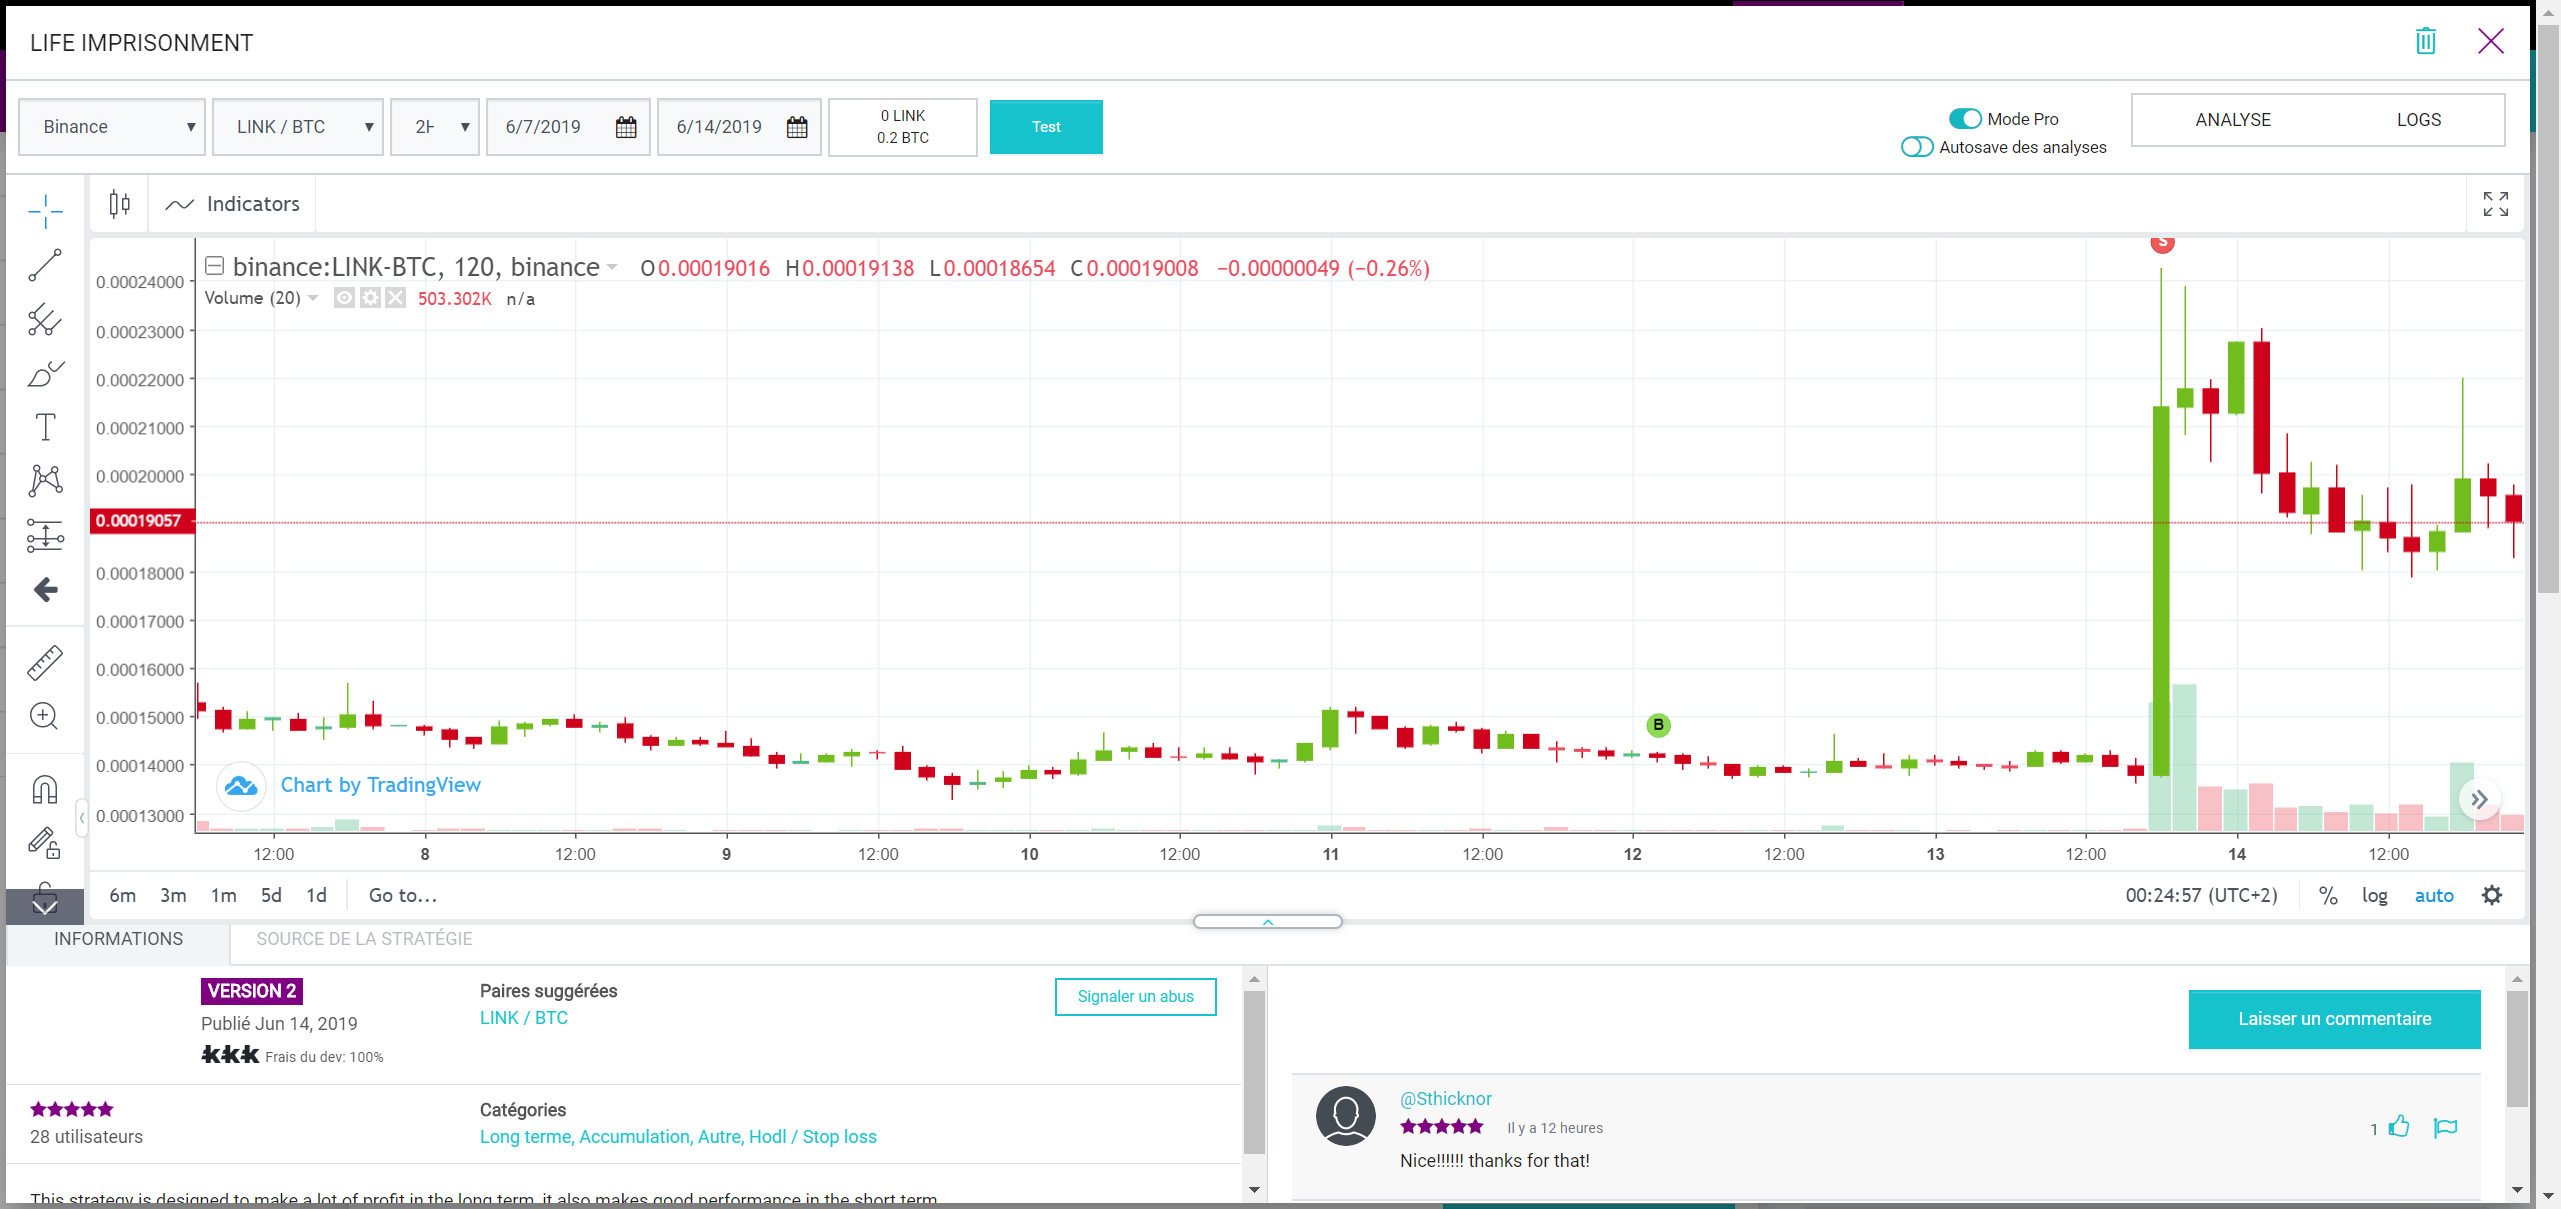 LIFE IMPRISONMENT
Binance ▼ LINK / BTC ▼ 2H ▼ 6/7/2019 6/14/2019 0 LINK
0.2 BTC
Test
Mode Pro
Autosave des analyses
ANALYSE LOGS
Indicators
binance:LINK-BTC, 120, binance O0.00019016 H0.00019138 L0.00018654 C0.00019008 −0.00000049 (−0.26%)
Volume (20) 503.302K n/a
S
0.00024000
0.00023000
0.00022000
0.00021000
0.00020000
0.00019057
0.00018000
0.00017000
0.00016000
0.00015000
0.00014000
0.00013000
B
Chart by TradingView
12:00 8 12:00 9 12:00 10 12:00 11 12:00 12 12:00 13 12:00 14 12:00
6m 3m 1m 5d 1d Go to... 00:24:57 (UTC+2) % log auto
INFORMATIONS SOURCE DE LA STRATÉGIE
VERSION 2
Publié Jun 14, 2019
kkk Frais du dev: 100%
Paires suggérées
LINK / BTC
Signaler un abus
28 utilisateurs
Catégories
Long terme, Accumulation, Autre, Hodl / Stop loss
This strategy is designed to make a lot of profit in the long term, it also makes good performance in the short term
Laisser un commentaire
@Sthicknor
Il y a 12 heures
1
Nice!!!!!! thanks for that!